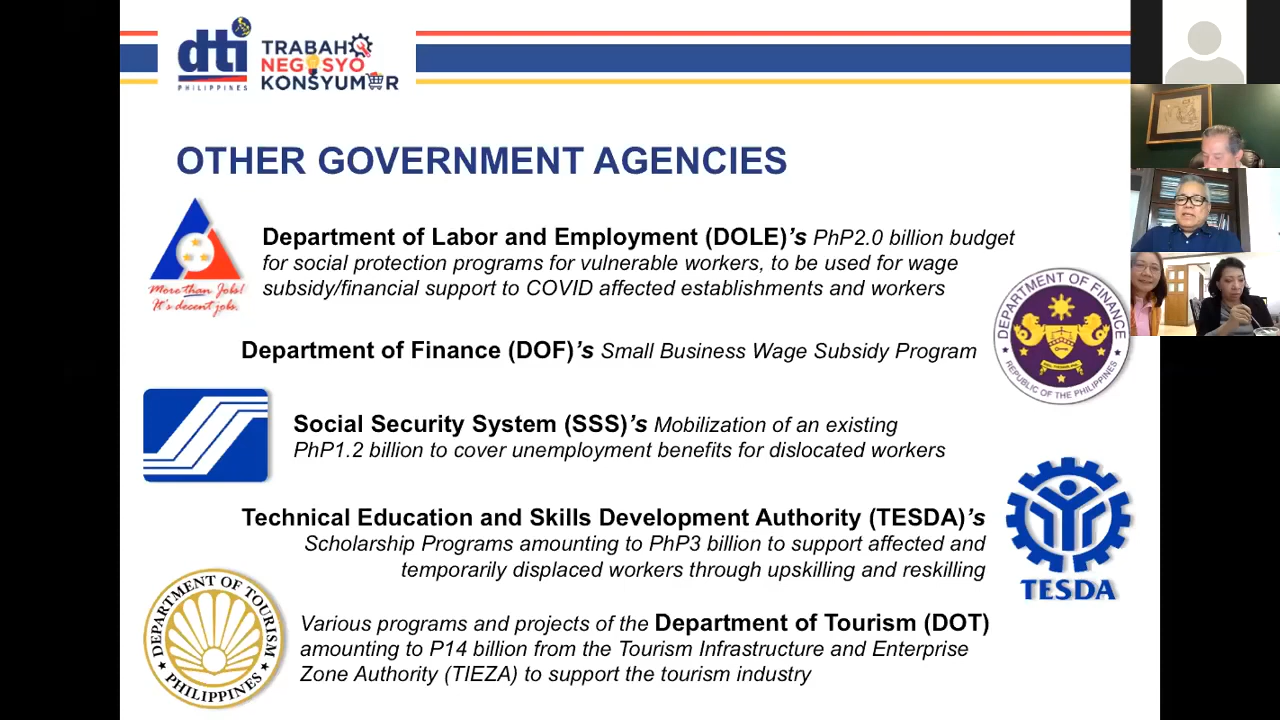 dti
PHILIPPINES
TRABAHO
NEGOSYO
KONSYUMER
OTHER GOVERNMENT AGENCIES
Department of Labor and Employment (DOLE)’s PhP2.0 billion budget
for social protection programs for vulnerable workers, to be used for wage
subsidy/financial support to COVID affected establishments and workers
More than Jobs!
It's decent jobs.
DEPARTMENT OF FINANCE
REPUBLIC OF THE PHILIPPINES
Department of Finance (DOF)’s Small Business Wage Subsidy Program
Social Security System (SSS)’s Mobilization of an existing
PhP1.2 billion to cover unemployment benefits for dislocated workers
Technical Education and Skills Development Authority (TESDA)’s
Scholarship Programs amounting to PhP3 billion to support affected and
temporarily displaced workers through upskilling and reskilling
TESDA
DEPARTMENT OF TOURISM
PHILIPPINES
Various programs and projects of the Department of Tourism (DOT)
amounting to P14 billion from the Tourism Infrastructure and Enterprise
Zone Authority (TIEZA) to support the tourism industry